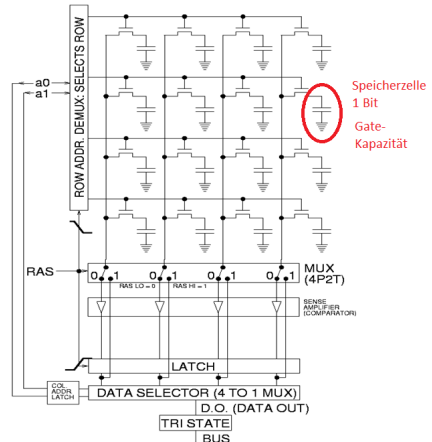 ROW ADDR. DEMUX: SELECTS ROW
a0
a1
Speicherzelle
1 Bit
Gate-
Kapazität
RAS
0 1 0 1 0 1 0 1
MUX
(4P2T)
RAS LO = 0 RAS HI = 1
SENSE
AMPLIFIER
(COMPARATOR)
LATCH
COL.
ADDR.
LATCH
DATA SELECTOR (4 TO 1 MUX)
D.O. (DATA OUT)
TRI STATE
BUS